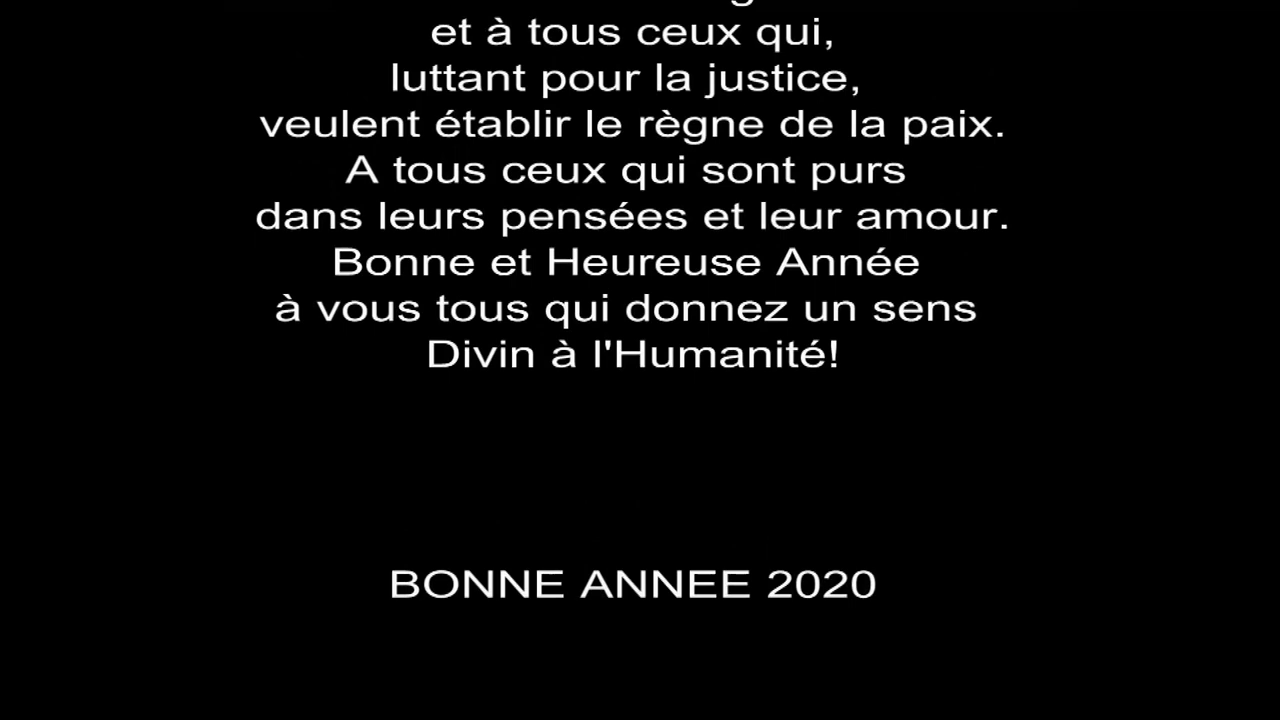 et à tous ceux qui,
luttant pour la justice,
veulent établir le règne de la paix.
A tous ceux qui sont purs
dans leurs pensées et leur amour.
Bonne et Heureuse Année
à vous tous qui donnez un sens
Divin à l'Humanité!
BONNE ANNEE 2020